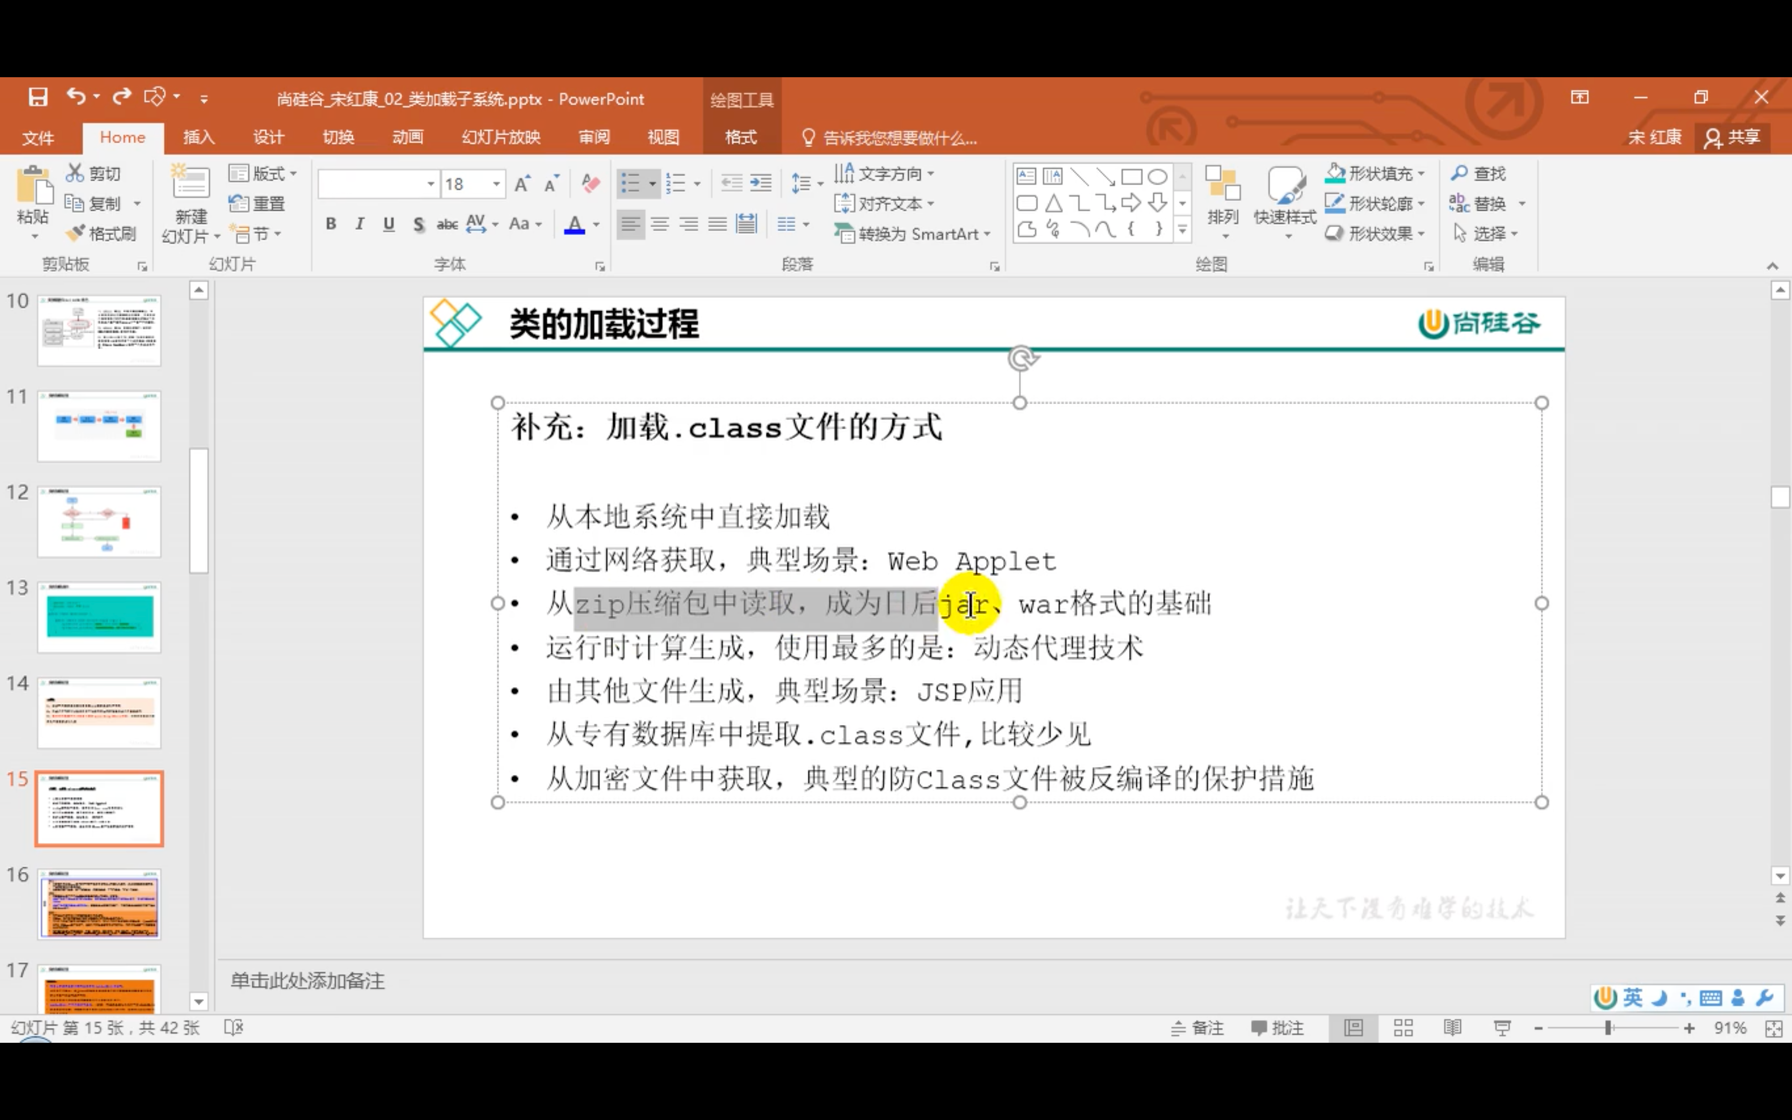 尚硅谷_宋红康_02_类加载子系统.pptx - PowerPoint
绘图工具
文件
Home
插入
设计
切换
动画
幻灯片放映
审阅
视图
格式
告诉我您想要做什么...
宋 红康
共享
粘贴
剪切
复制
格式刷
剪贴板
新建
幻灯片
版式
重置
节
幻灯片
18
B I U S abc AV Aa A
字体
文字方向
对齐文本
转换为 SmartArt
段落
排列
快速样式
形状填充
形状轮廓
形状效果
绘图
查找
替换
选择
编辑
10
11
12
13
14
15
16
17
类的加载过程
尚硅谷
补充：加载.class文件的方式
• 从本地系统中直接加载
• 通过网络获取，典型场景：Web Applet
• 从zip压缩包中读取，成为日后jar、war格式的基础
• 运行时计算生成，使用最多的是：动态代理技术
• 由其他文件生成，典型场景：JSP应用
• 从专有数据库中提取.class文件,比较少见
• 从加密文件中获取，典型的防Class文件被反编译的保护措施
让天下没有难学的技术
单击此处添加备注
英
幻灯片 第 15 张，共 42 张
备注
批注
91%